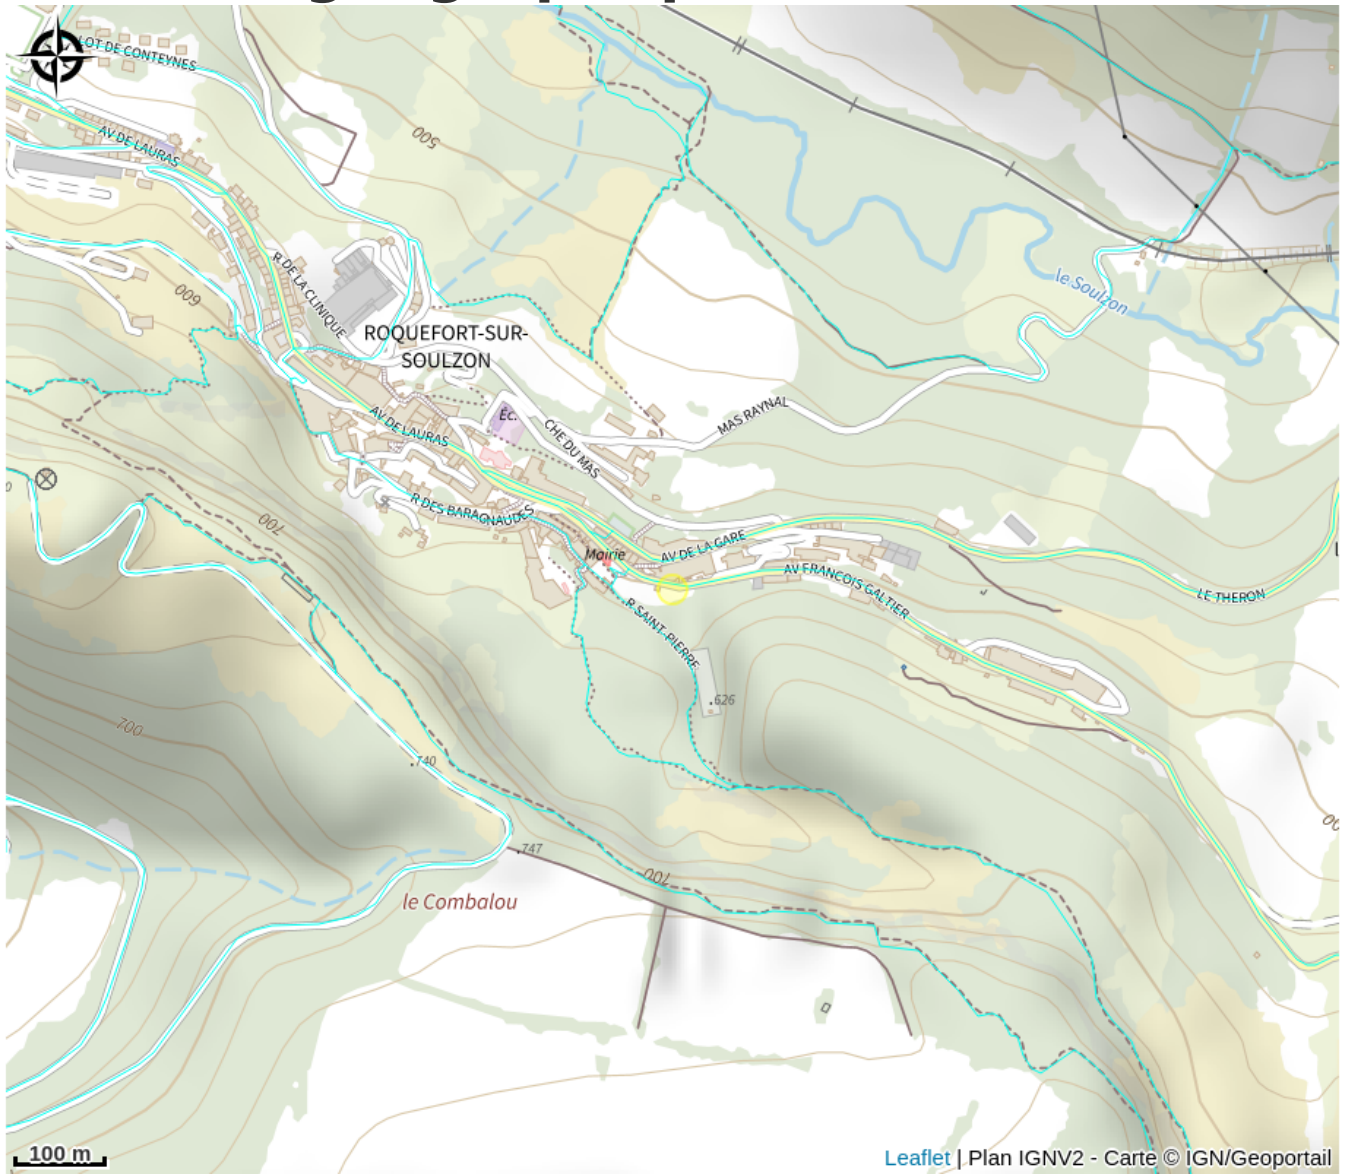 LOT DE CONTEYNES
AV DE LAURAS
500
le Soulzon
R DE LA CLINIQUE
600
ROQUEFORT-SUR-
SOULZON
Éc.
MAS RAYNAL
AV DE LAURAS
CHE DU MAS
0
R DES BARAGNAUDES
700
Mairie
AV DE LA GARE
AV FRANCOIS GALTIER
LE THERON
R SAINT-PIERRE
626
700
740
747
700
le Combalou
00
100 m
Leaflet | Plan IGNV2 - Carte © IGN/Geoportail